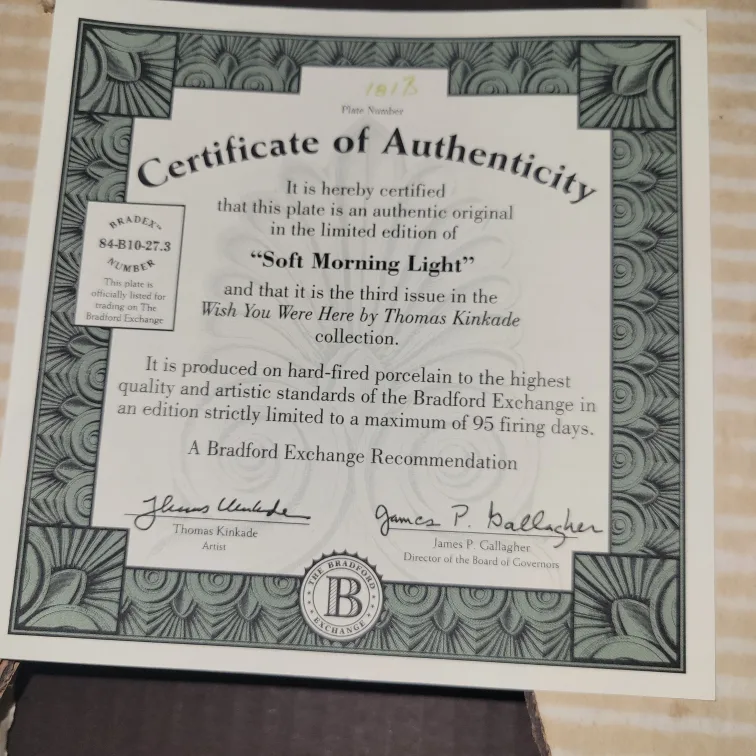 1813
Plate Number
Certificate of Authenticity
It is hereby certified
that this plate is an authentic original
in the limited edition of
“Soft Morning Light”
and that it is the third issue in the
Wish You Were Here by Thomas Kinkade
collection.
BRADEX™
84-B10-27.3
NUMBER
This plate is
officially listed for
trading on The
Bradford Exchange
It is produced on hard-fired porcelain to the highest
quality and artistic standards of the Bradford Exchange in
an edition strictly limited to a maximum of 95 firing days.
A Bradford Exchange Recommendation
Thomas Kinkade
Thomas Kinkade
Artist
James P. Gallagher
James P. Gallagher
Director of the Board of Governors
THE BRADFORD
B
EXCHANGE